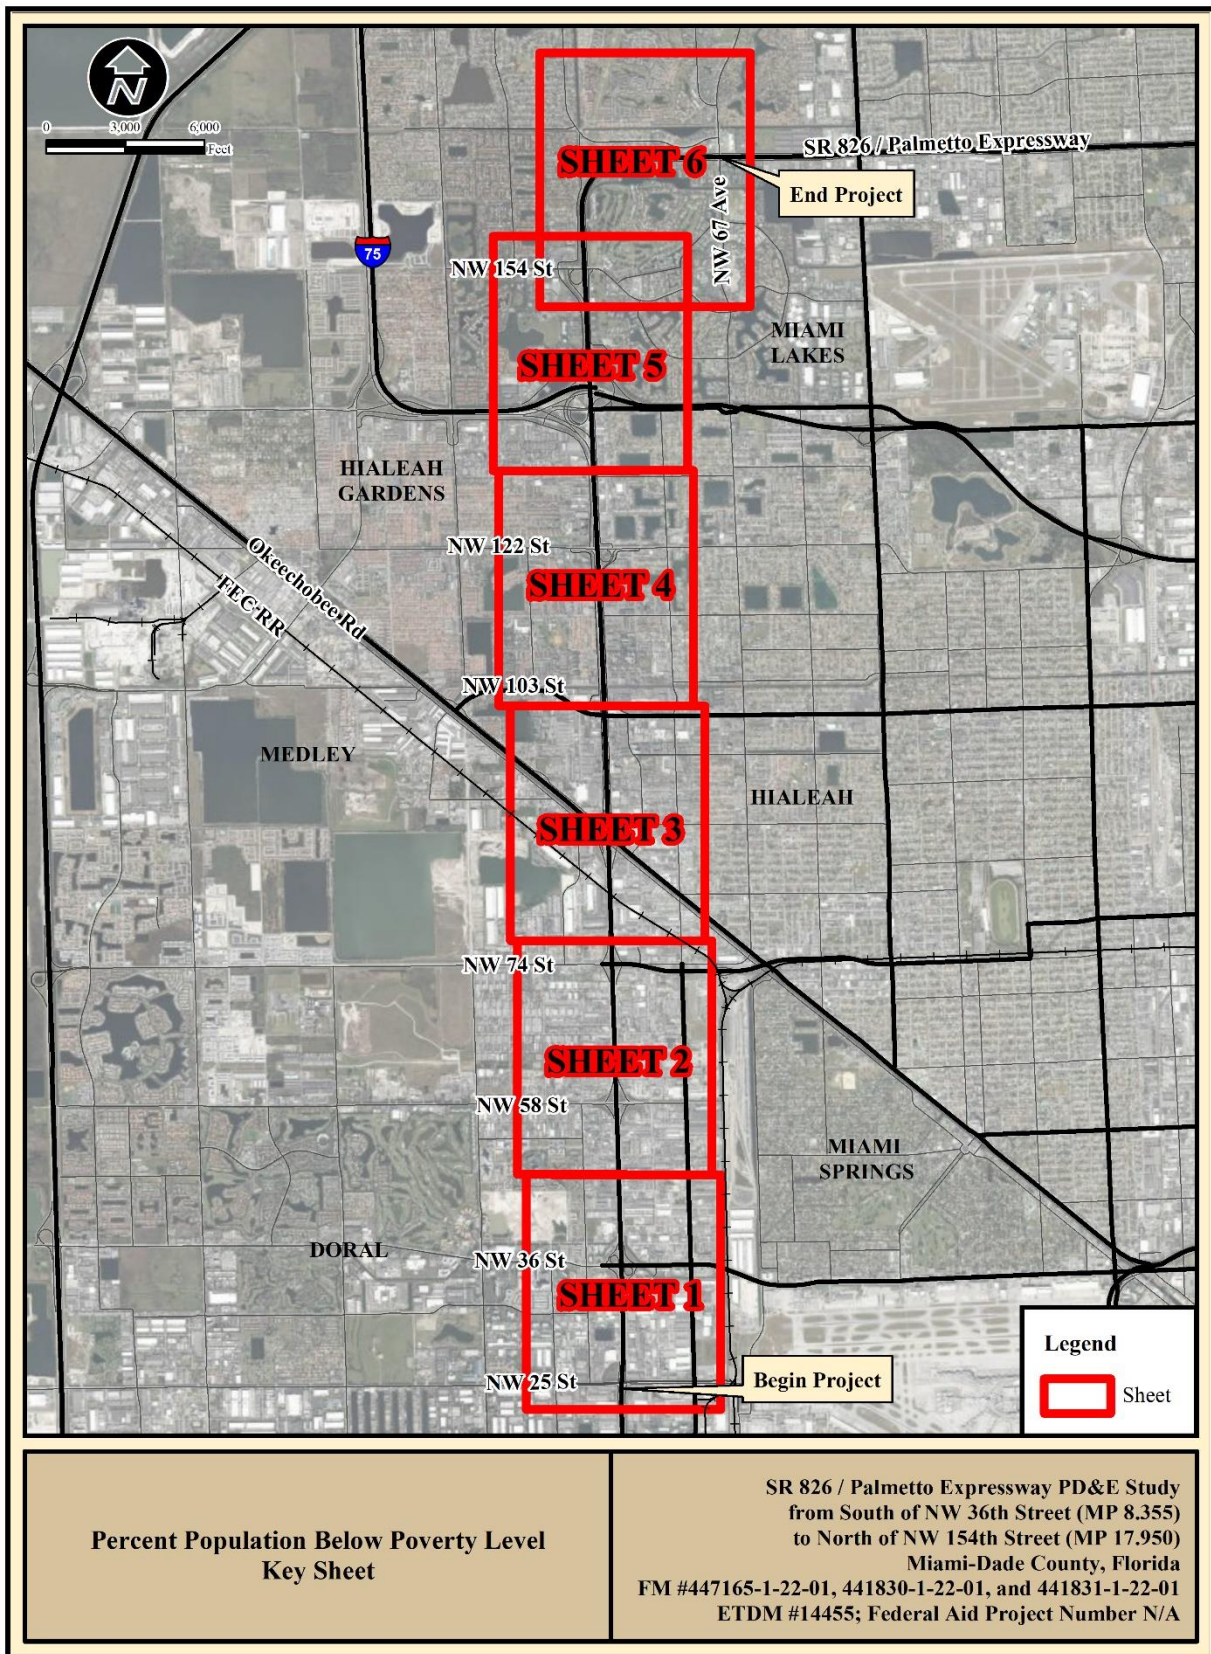 N
0 3,000 6,000
Feet
SR 826 / Palmetto Expressway
SHEET 6
End Project
NW 67 Ave
75
NW 154 St
MIAMI
LAKES
SHEET 5
HIALEAH
GARDENS
Okeechobee Rd
FEC RR
NW 122 St
SHEET 4
NW 103 St
MEDLEY
HIALEAH
SHEET 3
NW 74 St
SHEET 2
NW 58 St
MIAMI
SPRINGS
DORAL
NW 36 St
SHEET 1
NW 25 St
Begin Project
Legend
Sheet
Percent Population Below Poverty Level
Key Sheet
SR 826 / Palmetto Expressway PD&E Study
from South of NW 36th Street (MP 8.355)
to North of NW 154th Street (MP 17.950)
Miami-Dade County, Florida
FM #447165-1-22-01, 441830-1-22-01, and 441831-1-22-01
ETDM #14455; Federal Aid Project Number N/A